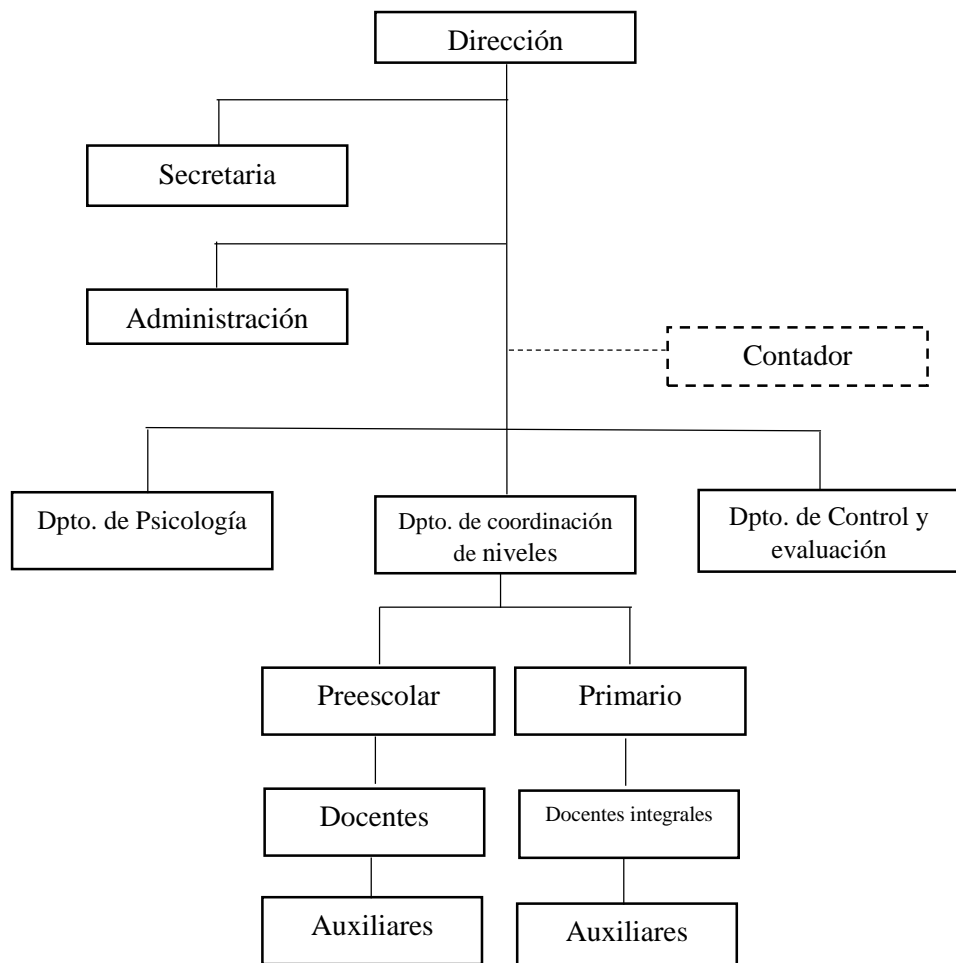 Dirección
Secretaria
Administración
Contador
Dpto. de Psicología
Dpto. de coordinación
de niveles
Dpto. de Control y
evaluación
Preescolar
Primario
Docentes
Docentes integrales
Auxiliares
Auxiliares